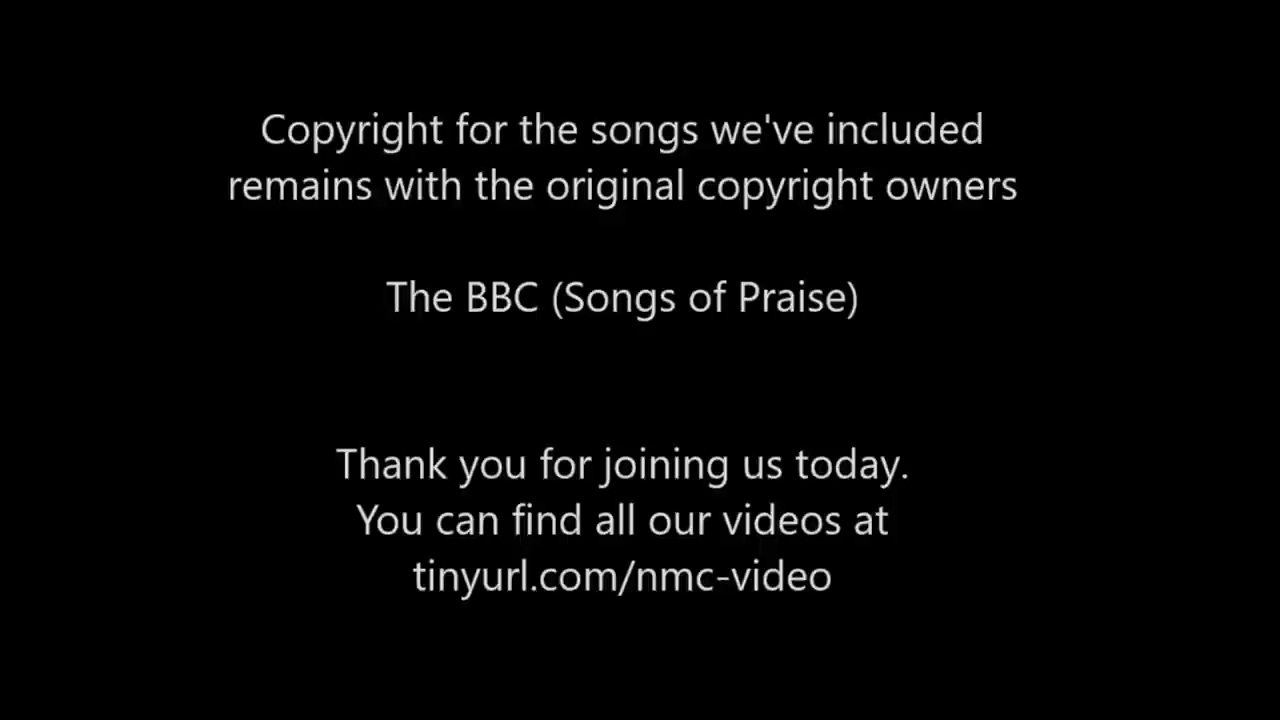 Copyright for the songs we've included
remains with the original copyright owners
The BBC (Songs of Praise)
Thank you for joining us today.
You can find all our videos at
tinyurl.com/nmc-video